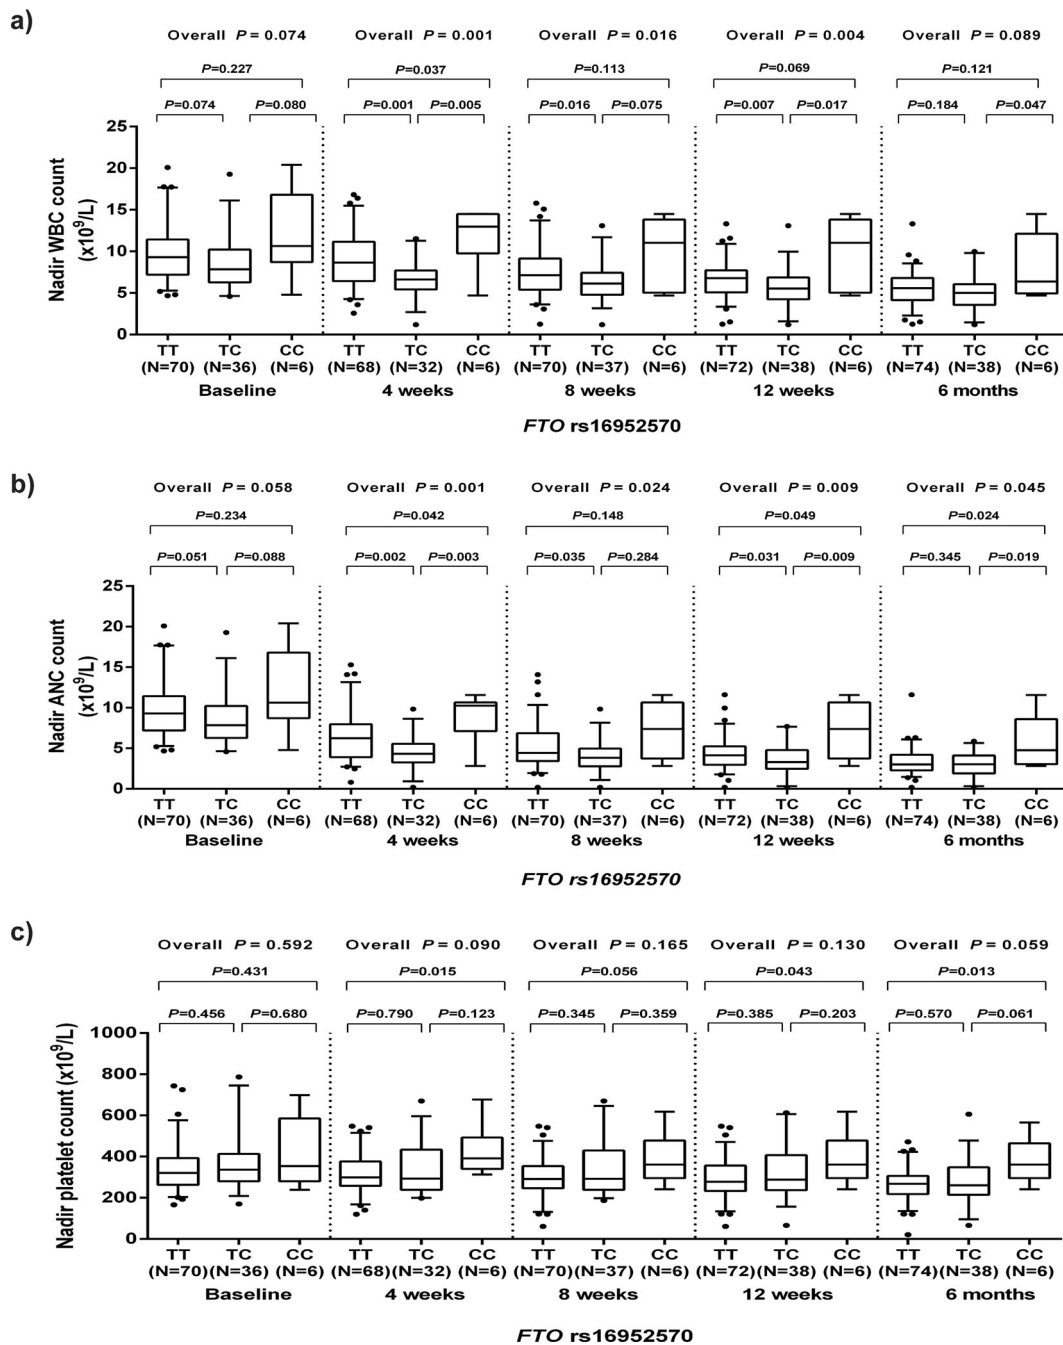 a)
Overall P = 0.074 Overall P = 0.001 Overall P = 0.016 Overall P = 0.004 Overall P = 0.089
P=0.227 P=0.037 P=0.113 P=0.069 P=0.121
P=0.074 P=0.080 P=0.001 P=0.005 P=0.016 P=0.075 P=0.007 P=0.017 P=0.184 P=0.047
Nadir WBC count
(x10⁹/L)
25
20
15
10
5
0
TT TC CC TT TC CC TT TC CC TT TC CC TT TC CC
(N=70) (N=36) (N=6) (N=68) (N=32) (N=6) (N=70) (N=37) (N=6) (N=72) (N=38) (N=6) (N=74) (N=38) (N=6)
Baseline 4 weeks 8 weeks 12 weeks 6 months
FTO rs16952570
b)
Overall P = 0.058 Overall P = 0.001 Overall P = 0.024 Overall P = 0.009 Overall P = 0.045
P=0.234 P=0.042 P=0.148 P=0.049 P=0.024
P=0.051 P=0.088 P=0.002 P=0.003 P=0.035 P=0.284 P=0.031 P=0.009 P=0.345 P=0.019
Nadir ANC count
(x10⁹/L)
25
20
15
10
5
0
TT TC CC TT TC CC TT TC CC TT TC CC TT TC CC
(N=70) (N=36) (N=6) (N=68) (N=32) (N=6) (N=70) (N=37) (N=6) (N=72) (N=38) (N=6) (N=74) (N=38) (N=6)
Baseline 4 weeks 8 weeks 12 weeks 6 months
FTO rs16952570
c)
Overall P = 0.592 Overall P = 0.090 Overall P = 0.165 Overall P = 0.130 Overall P = 0.059
P=0.431 P=0.015 P=0.056 P=0.043 P=0.013
P=0.456 P=0.680 P=0.790 P=0.123 P=0.345 P=0.359 P=0.385 P=0.203 P=0.570 P=0.061
Nadir platelet count (x10⁹/L)
1000
800
600
400
200
0
TT TC CC TT TC CC TT TC CC TT TC CC TT TC CC
(N=70) (N=36) (N=6) (N=68) (N=32) (N=6) (N=70) (N=37) (N=6) (N=72) (N=38) (N=6) (N=74) (N=38) (N=6)
Baseline 4 weeks 8 weeks 12 weeks 6 months
FTO rs16952570